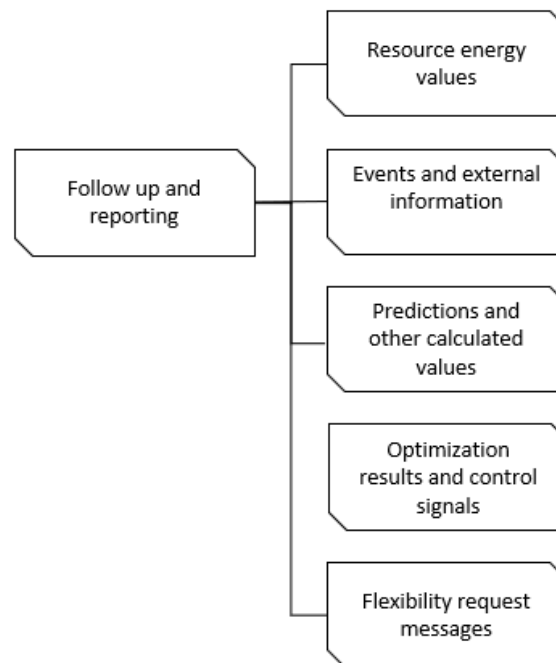 Resource energy
values
Follow up and
reporting
Events and external
information
Predictions and
other calculated
values
Optimization
results and control
signals
Flexibility request
messages